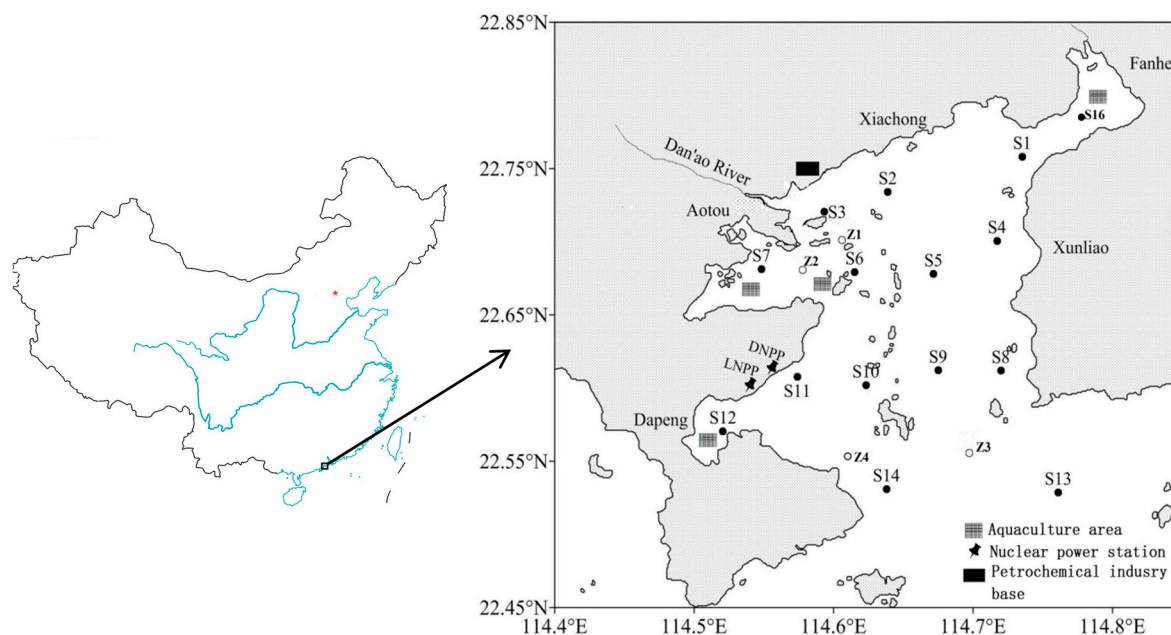 22.85°N
Fanhe
S16
Xiachong
S1
22.75°N
Dan'ao River
S2
Aotou
S3
Z1
S4
Xunliao
S7
Z2
S6
S5
22.65°N
DNPP
LNPP
S11
S10
S9
S8
Dapeng
S12
22.55°N
Z4
Z3
S14
S13
Aquaculture area
Nuclear power station
Petrochemical indusry
base
22.45°N
114.4°E 114.5°E 114.6°E 114.7°E 114.8°E